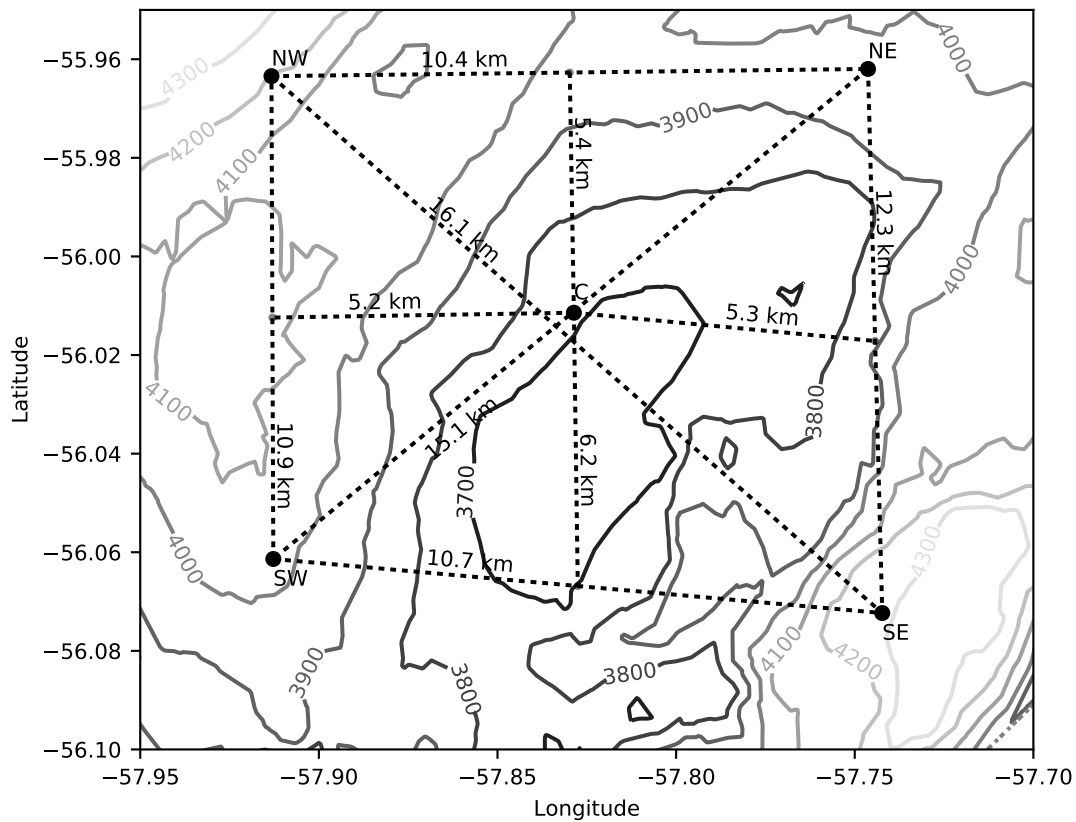 NW
NE
10.4 km
4000
4300
4200
4100
3900
5.4 km
16.1 km
12.3 km
4000
C
5.2 km
5.3 km
4100
15.1 km
3800
10.9 km
3700
6.2 km
4000
SW
10.7 km
4300
SE
4100
4200
3900
3800
3800
−55.96
−55.98
−56.00
−56.02
−56.04
−56.06
−56.08
−56.10
Latitude
−57.95
−57.90
−57.85
−57.80
−57.75
−57.70
Longitude